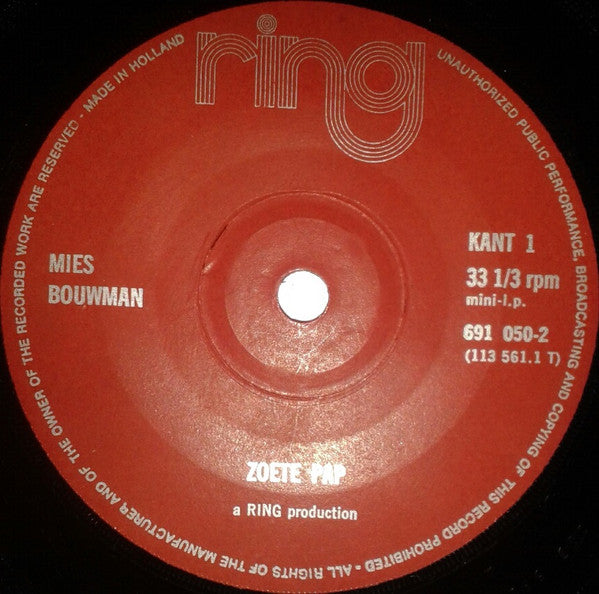 ring
MIES
BOUWMAN
KANT 1
33 1/3 rpm
mini-l.p.
691 050-2
(113 561.1 T)
ZOETE PAP
a RING production
UNAUTHORIZED PUBLIC PERFORMANCE, BROADCASTING AND COPYING OF THIS RECORD PROHIBITED - ALL RIGHTS OF THE MANUFACTURER AND OF THE OWNER OF THE RECORDED WORK ARE RESERVED - MADE IN HOLLAND